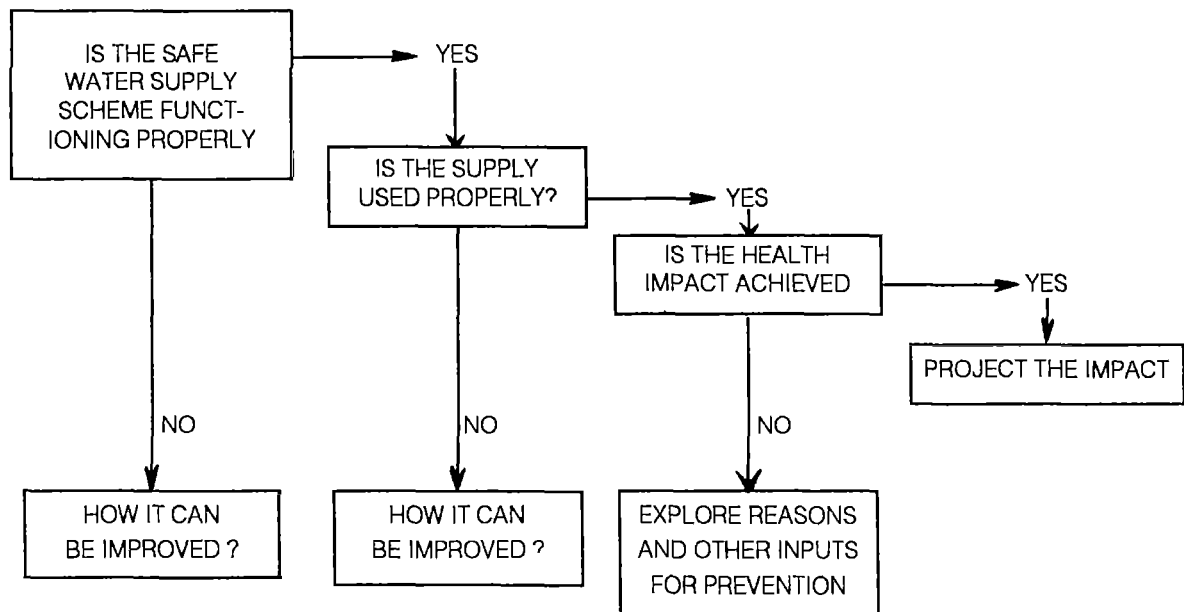 IS THE SAFE
WATER SUPPLY
SCHEME FUNCT-
IONING PROPERLY
YES
IS THE SUPPLY
USED PROPERLY?
YES
IS THE HEALTH
IMPACT ACHIEVED
YES
PROJECT THE IMPACT
NO
NO
NO
HOW IT CAN
BE IMPROVED ?
HOW IT CAN
BE IMPROVED ?
EXPLORE REASONS
AND OTHER INPUTS
FOR PREVENTION